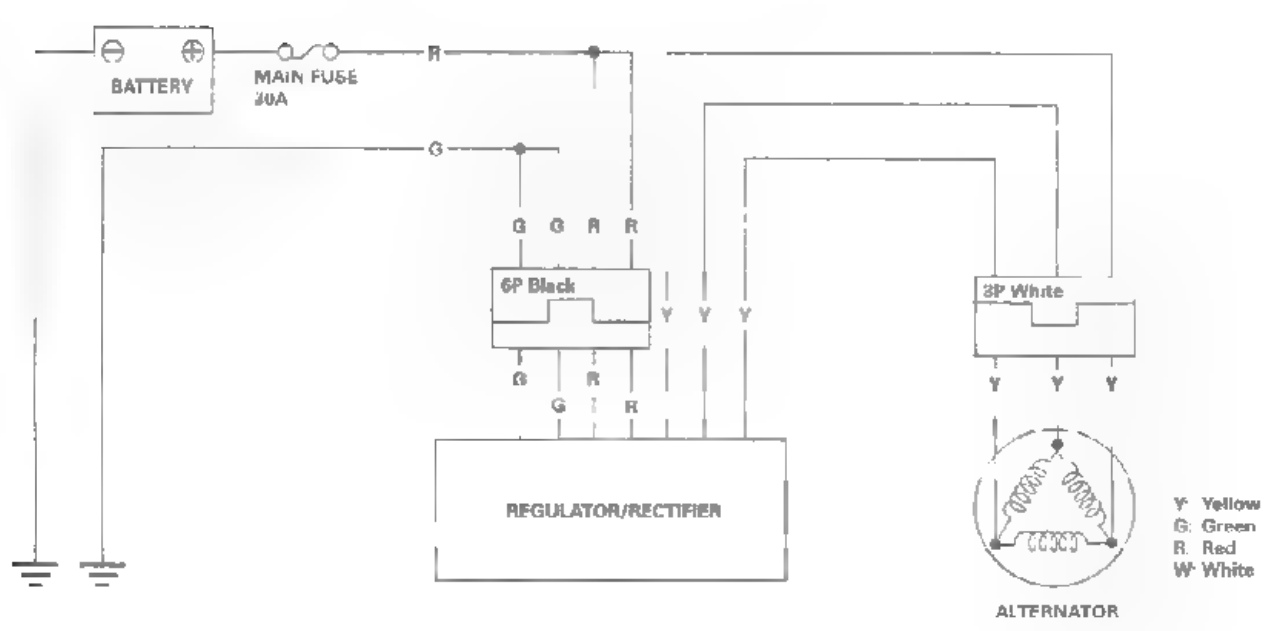 ⊖ ⊕
BATTERY
MAIN FUSE
30A
R
G
G G R R
6P Black
3P White
Y Y Y
G R
Y Y Y
G R
REGULATOR/RECTIFIER
Y: Yellow
G: Green
R: Red
W: White
ALTERNATOR